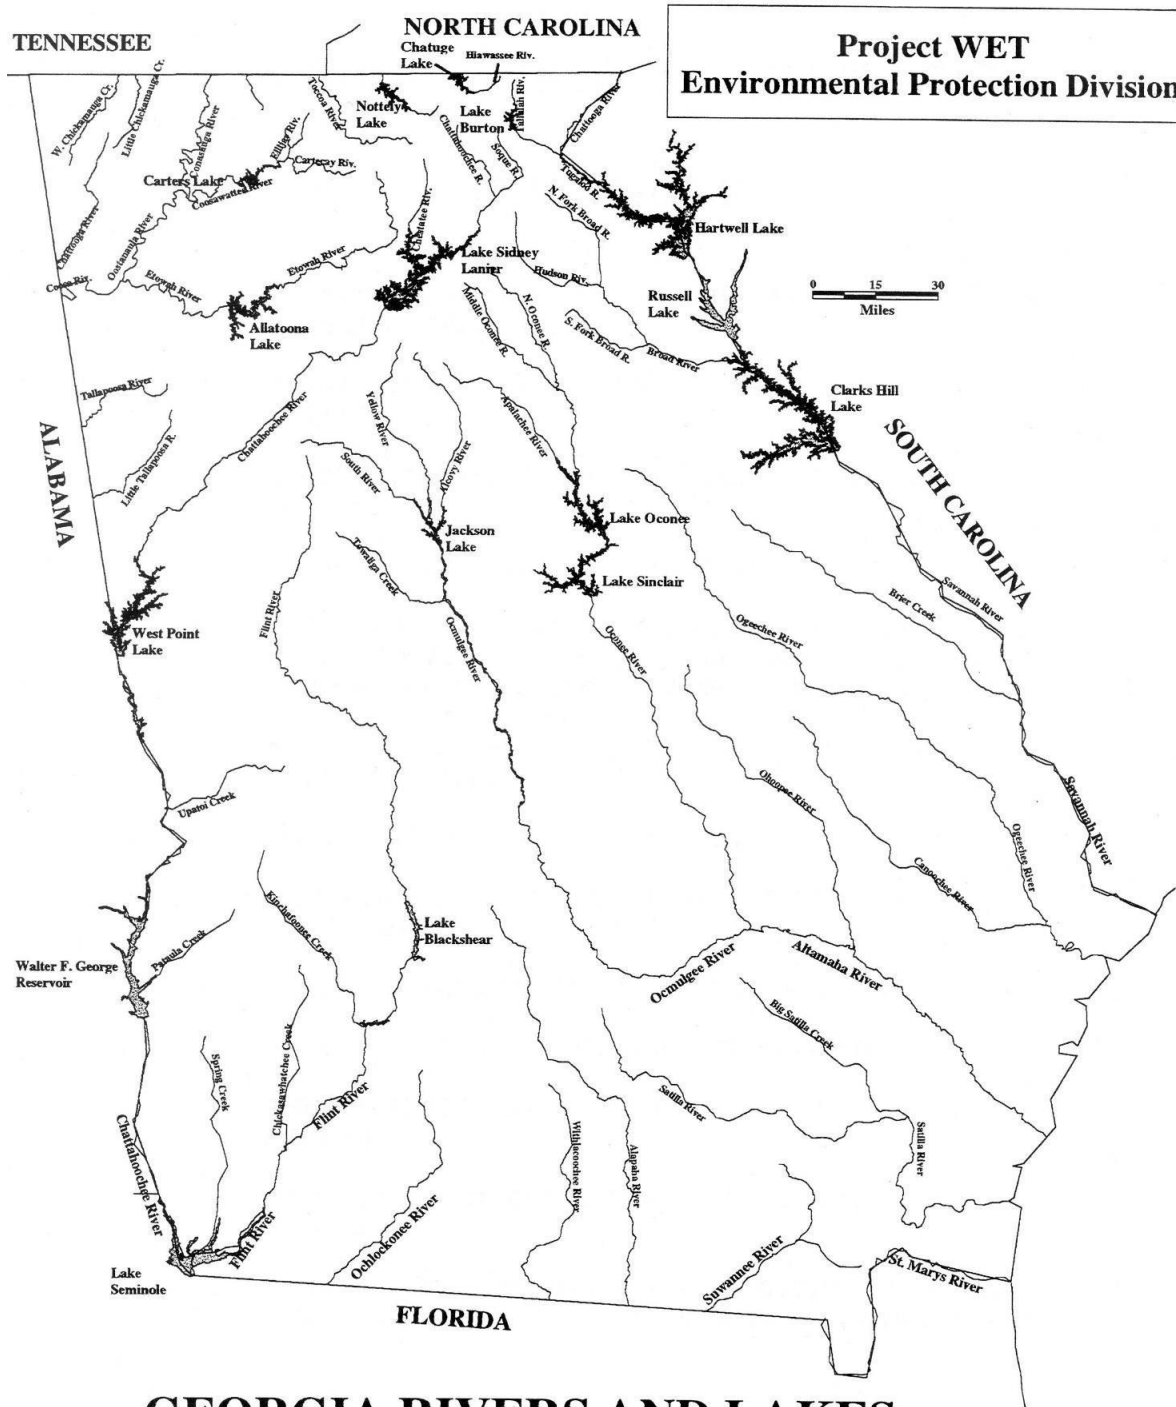 TENNESSEE
NORTH CAROLINA
Project WET
Environmental Protection Division
Chatuge
Lake
Hiawassee Riv.
W. Chickamauga Cr.
Little Chickamauga Cr.
Conasauga River
Ellijay Riv.
Toccoa River
Nottely
Lake
Lake
Burton
Tallulah Riv.
Chattooga River
Chattahoochee R.
Soque R.
Cartecay Riv.
Carters Lake
Coosawattee River
Tugaloo R.
N. Fork Broad R.
Hartwell Lake
Chattooga River
Oostanaula River
Chestatee Riv.
Etowah River
Lake Sidney
Lanier
Hudson Riv.
Coosa Riv.
Etowah River
Russell
Lake
0 15 30
Miles
Allatoona
Lake
Middle Oconee R.
N. Oconee R.
S. Fork Broad R.
Broad River
Tallapoosa River
Clarks Hill
Lake
Chattahoochee River
Yellow River
Apalachee River
ALABAMA
SOUTH CAROLINA
Little Tallapoosa R.
South River
Alcovy River
Jackson
Lake
Lake Oconee
Towaliga Creek
Lake Sinclair
Savannah River
Brier Creek
Flint River
West Point
Lake
Ocmulgee River
Oconee River
Ogeechee River
Upatoi Creek
Ohoopee River
Savannah River
Ogeechee River
Canoochee River
Kinchafoonee Creek
Lake
Blackshear
Pataula Creek
Walter F. George
Reservoir
Ocmulgee River
Altamaha River
Big Satilla Creek
Spring Creek
Chickasawhatchee Creek
Flint River
Satilla River
Chattahoochee River
Withlacoochee River
Alapaha River
Satilla River
Flint River
Ochlockonee River
Suwannee River
St. Marys River
Lake
Seminole
FLORIDA
GEORGIA RIVERS AND LAKES